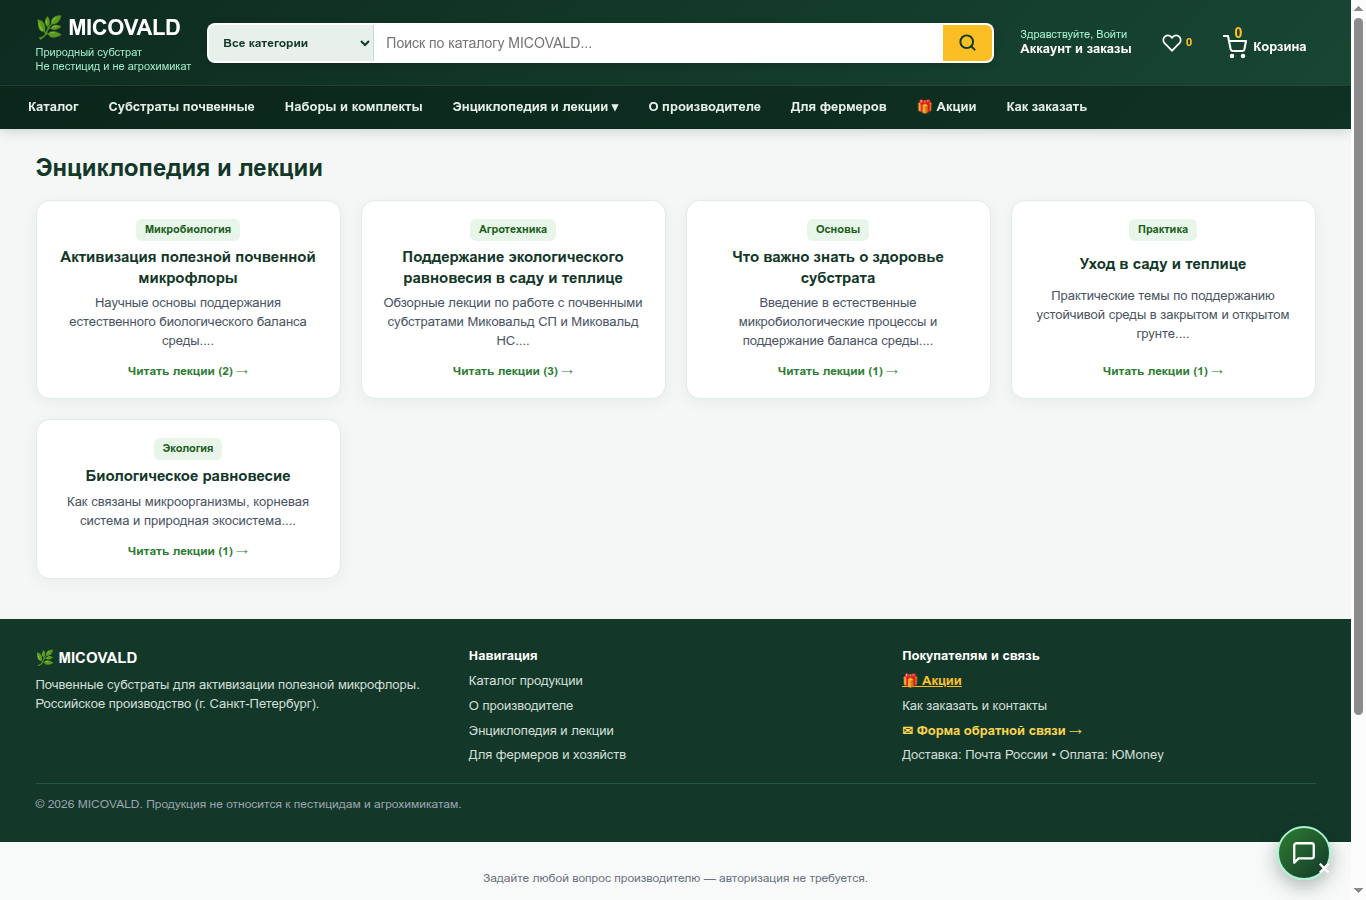 🌿 MICOVALD
Природный субстрат
Не пестицид и не агрохимикат
Все категории
Поиск по каталогу MICOVALD...
Здравствуйте, Войти
Аккаунт и заказы
0
0
Корзина
Каталог
Субстраты почвенные
Наборы и комплекты
Энциклопедия и лекции ▾
О производителе
Для фермеров
🎁 Акции
Как заказать
Энциклопедия и лекции
Микробиология
Активизация полезной почвенной
микрофлоры
Научные основы поддержания
естественного биологического баланса
среды....
Читать лекции (2) →
Агротехника
Поддержание экологического
равновесия в саду и теплице
Обзорные лекции по работе с почвенными
субстратами Миковальд СП и Миковальд
НС....
Читать лекции (3) →
Основы
Что важно знать о здоровье
субстрата
Введение в естественные
микробиологические процессы и
поддержание баланса среды....
Читать лекции (1) →
Практика
Уход в саду и теплице
Практические темы по поддержанию
устойчивой среды в закрытом и открытом
грунте....
Читать лекции (1) →
Экология
Биологическое равновесие
Как связаны микроорганизмы, корневая
система и природная экосистема....
Читать лекции (1) →
🌿 MICOVALD
Почвенные субстраты для активизации полезной микрофлоры.
Российское производство (г. Санкт-Петербург).
Навигация
Каталог продукции
О производителе
Энциклопедия и лекции
Для фермеров и хозяйств
Покупателям и связь
🎁 Акции
Как заказать и контакты
✉ Форма обратной связи →
Доставка: Почта России • Оплата: ЮMoney
© 2026 MICOVALD. Продукция не относится к пестицидам и агрохимикатам.
Задайте любой вопрос производителю — авторизация не требуется.